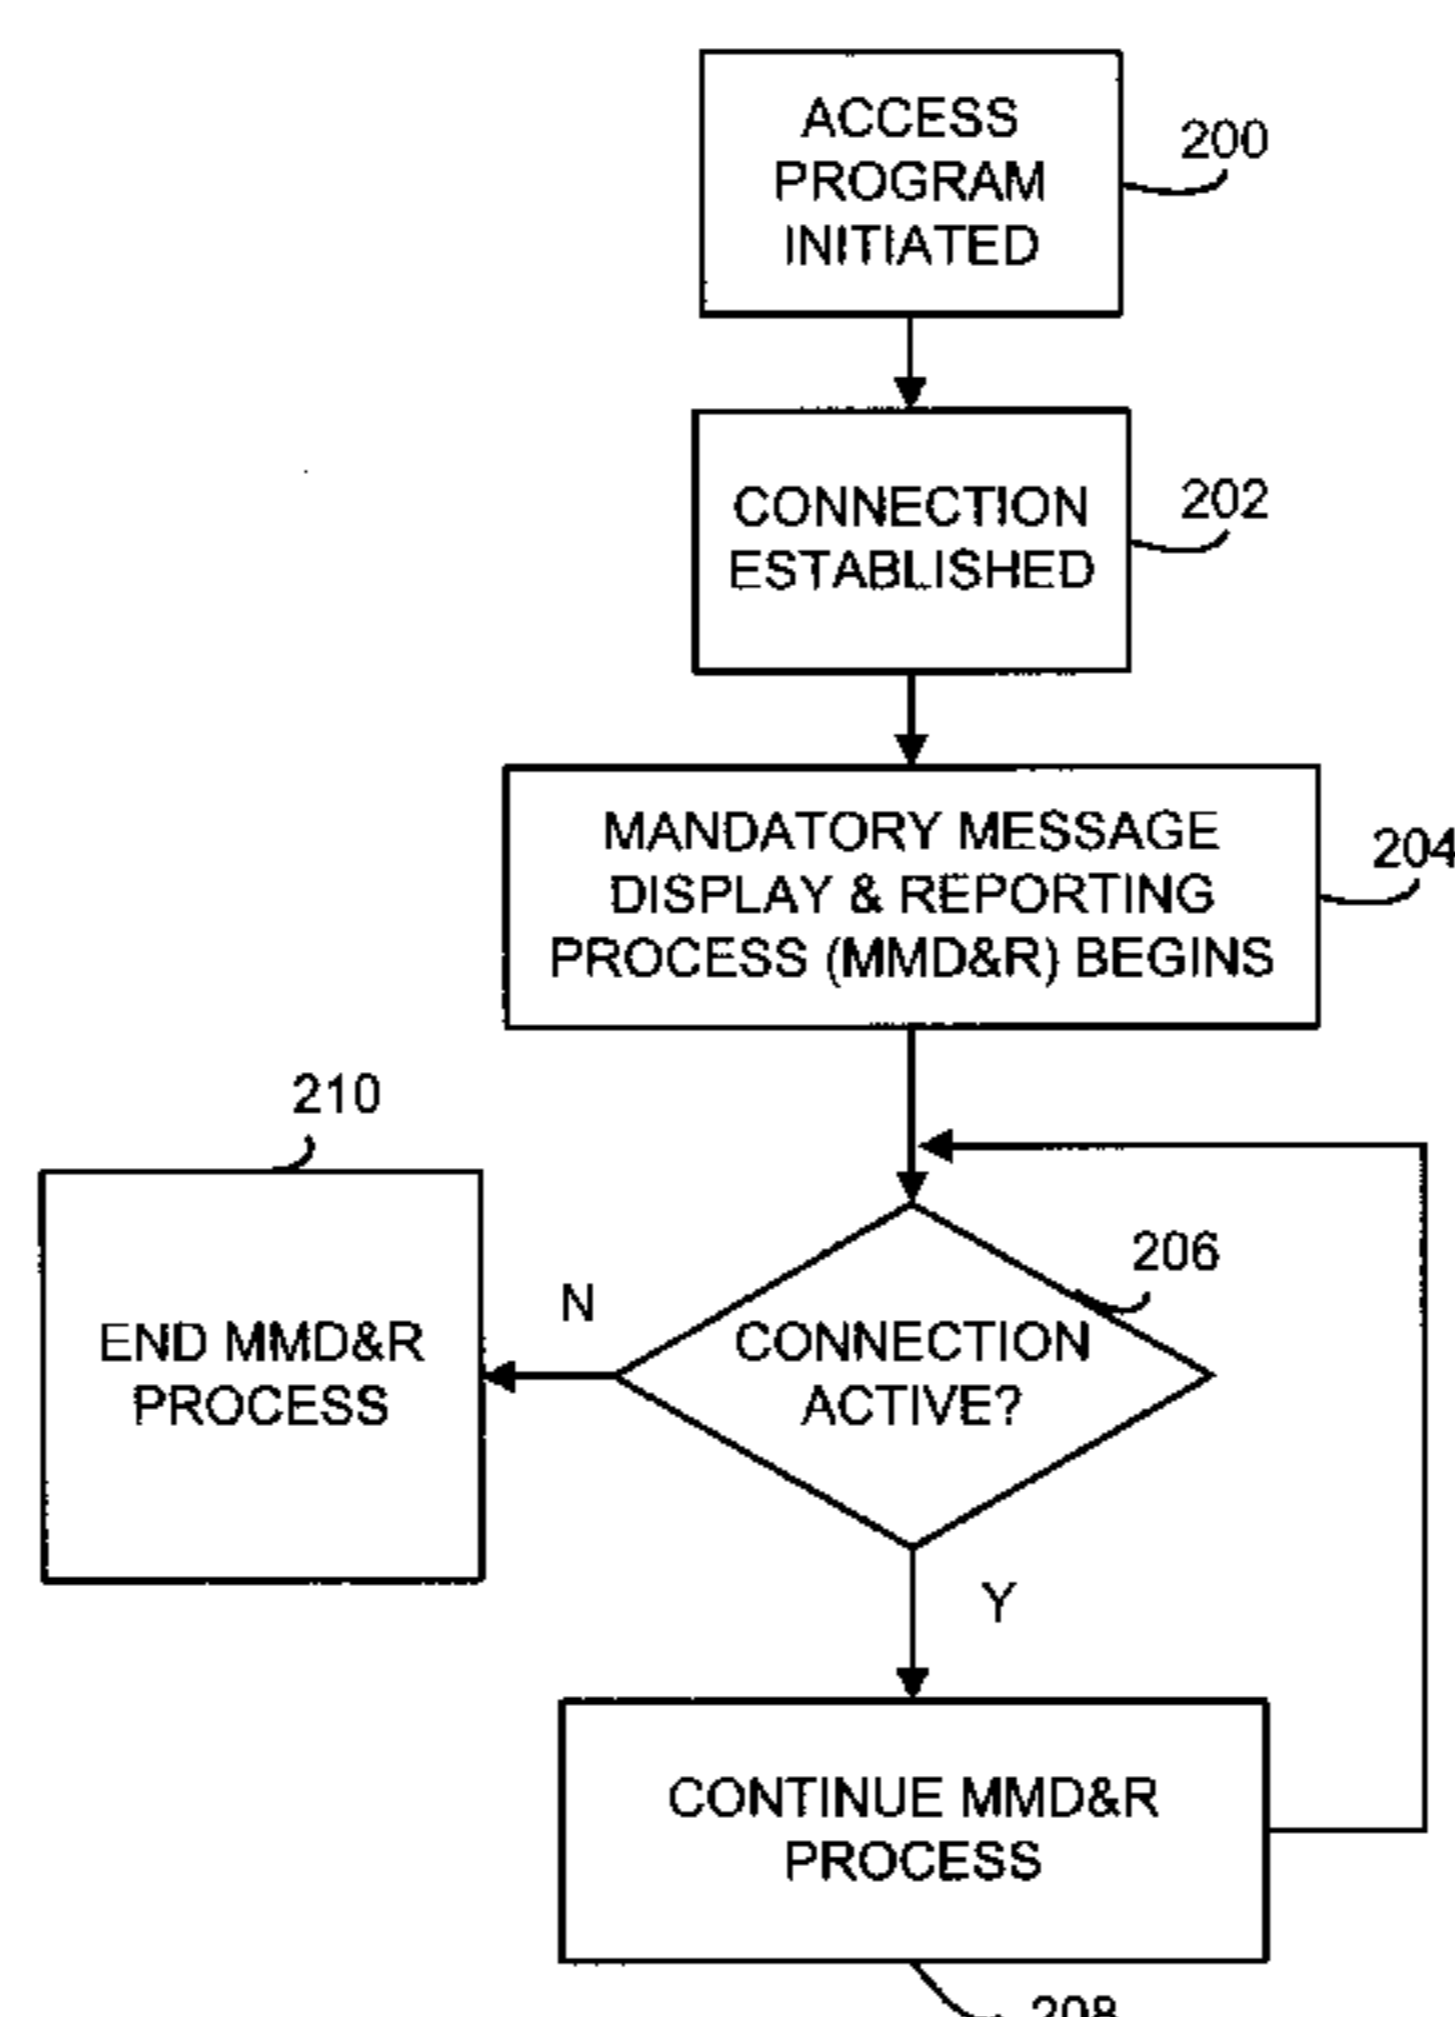 ACCESS
PROGRAM
INITIATED
200
CONNECTION
ESTABLISHED
202
MANDATORY MESSAGE
DISPLAY & REPORTING
PROCESS (MMD&R) BEGINS
204
210
END MMD&R
PROCESS
N
206
CONNECTION
ACTIVE?
Y
CONTINUE MMD&R
PROCESS
208